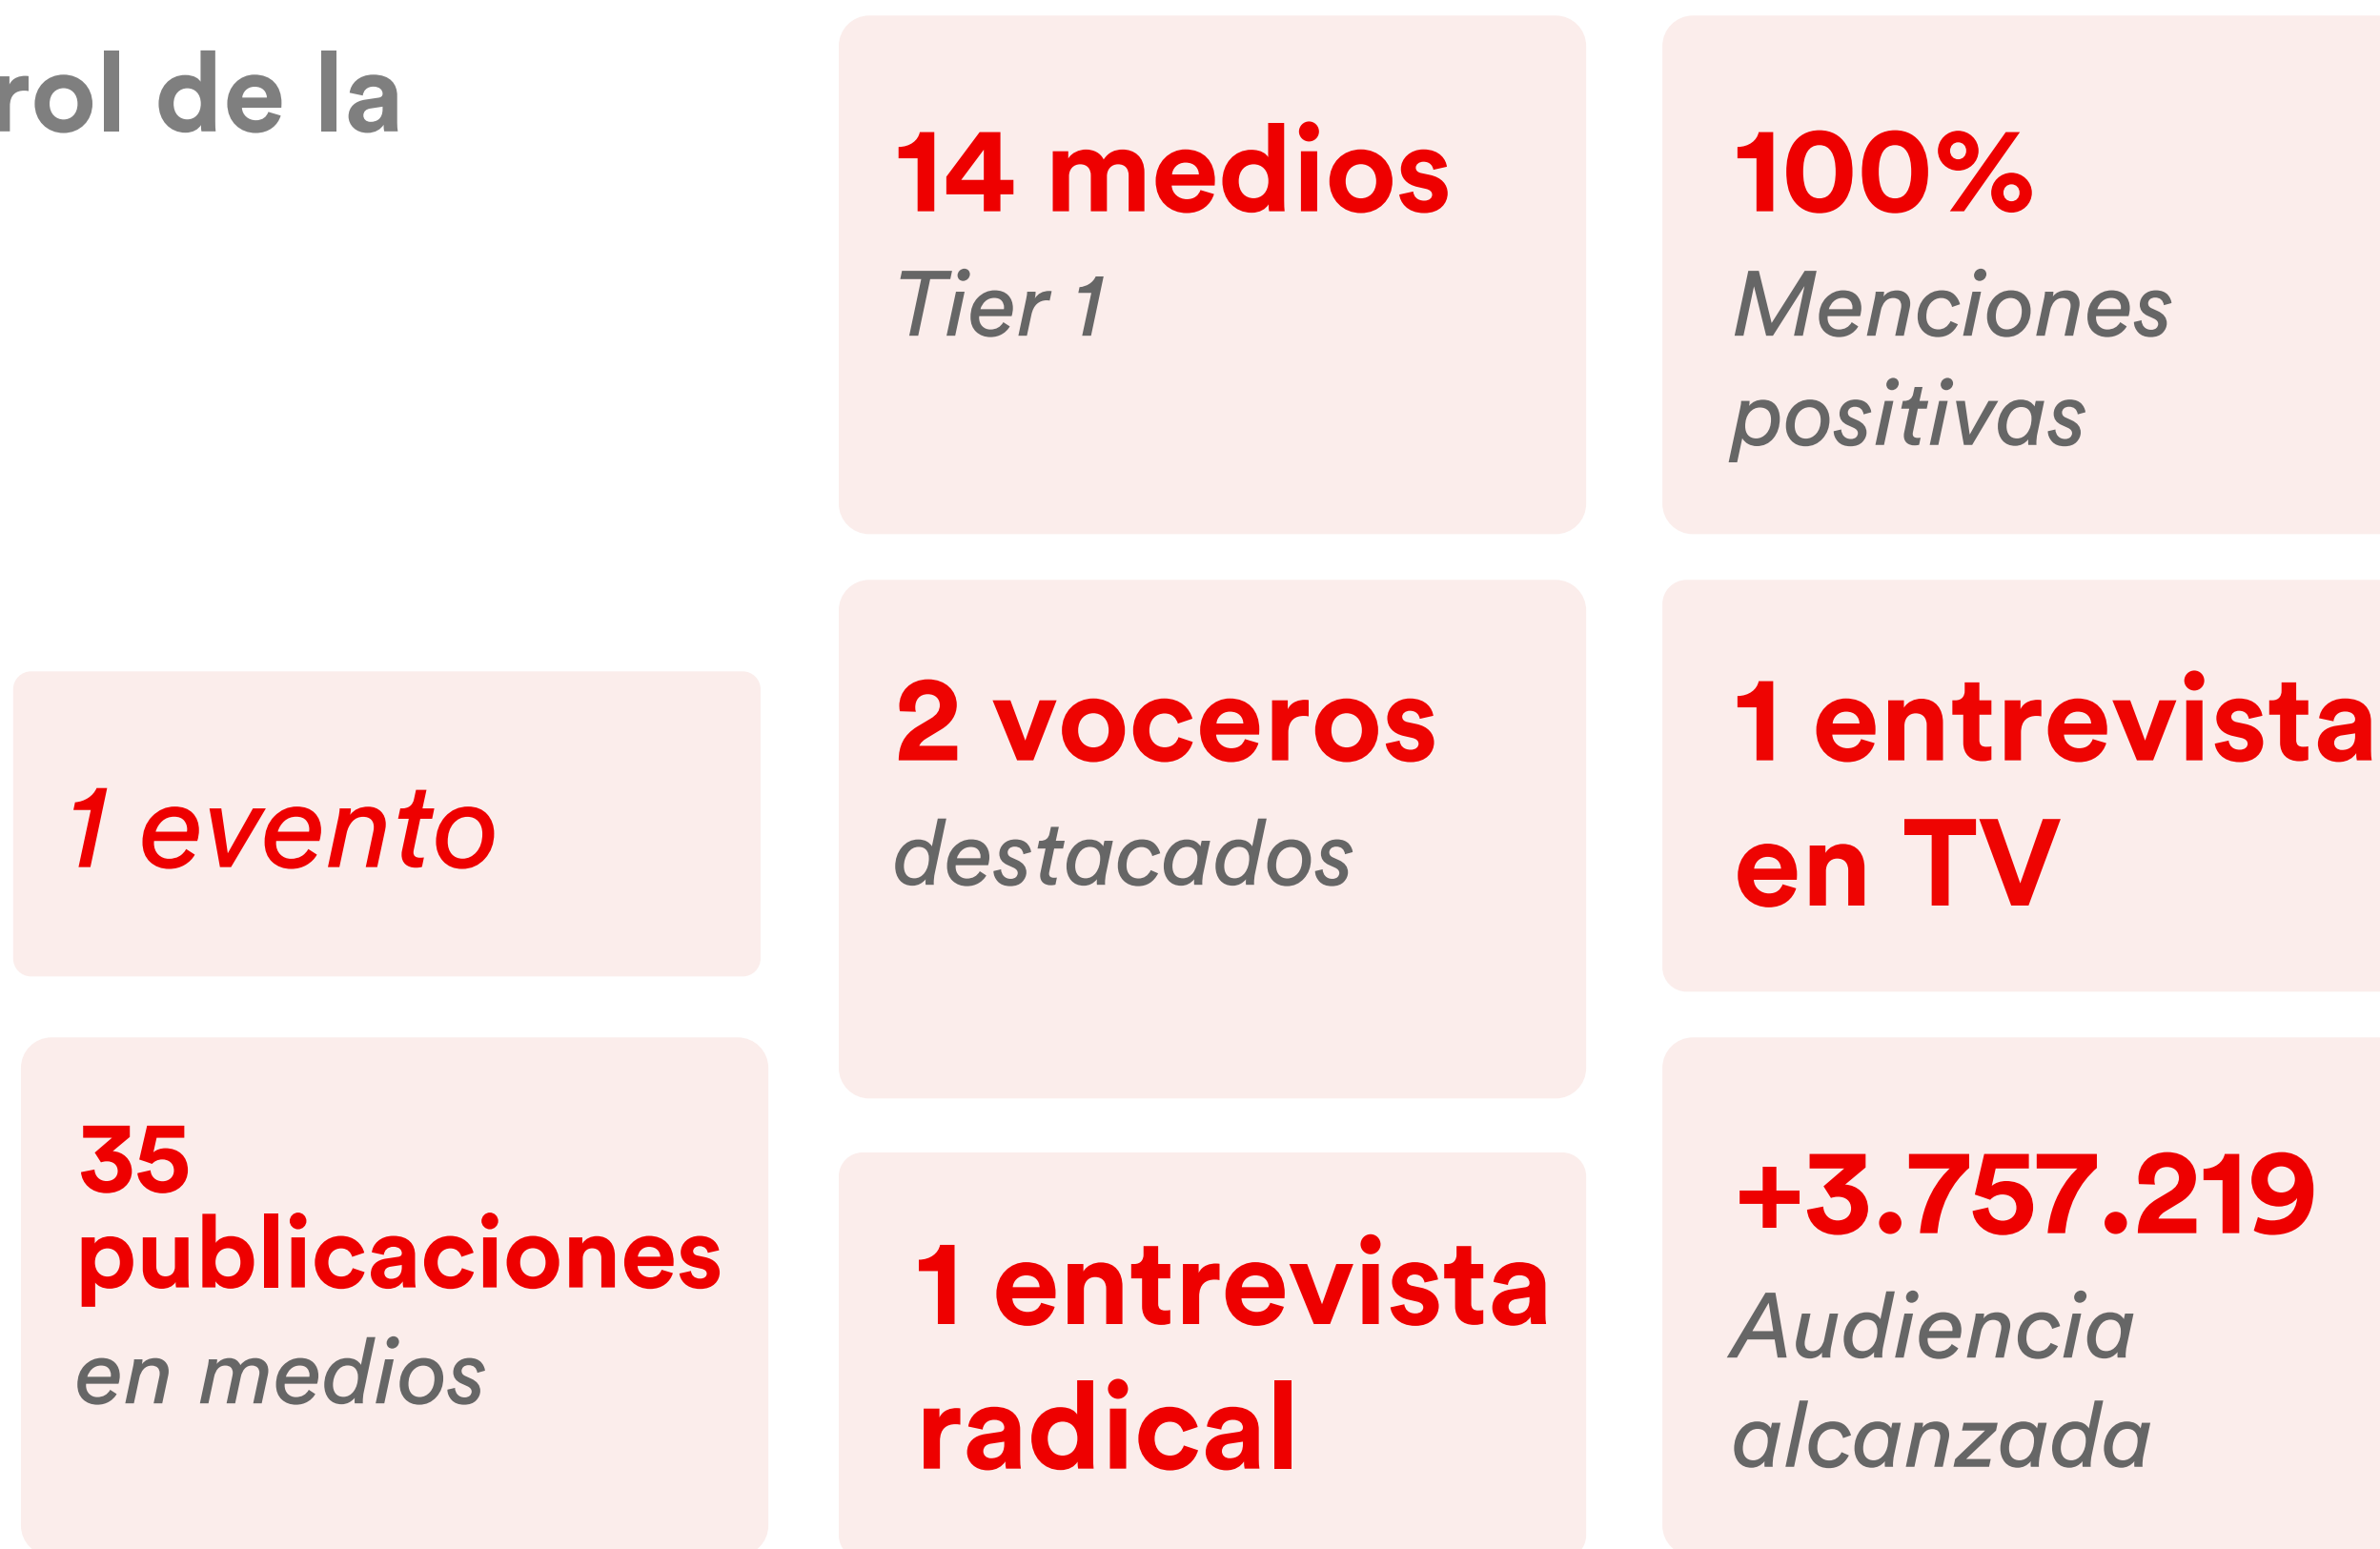 rol de la
1 evento
35
publicaciones
en medios
14 medios
Tier 1
2 voceros
destacados
1 entrevista
radical
100%
Menciones
positivas
1 entrevista
en TV
+3.757.219
Audiencia
alcanzada